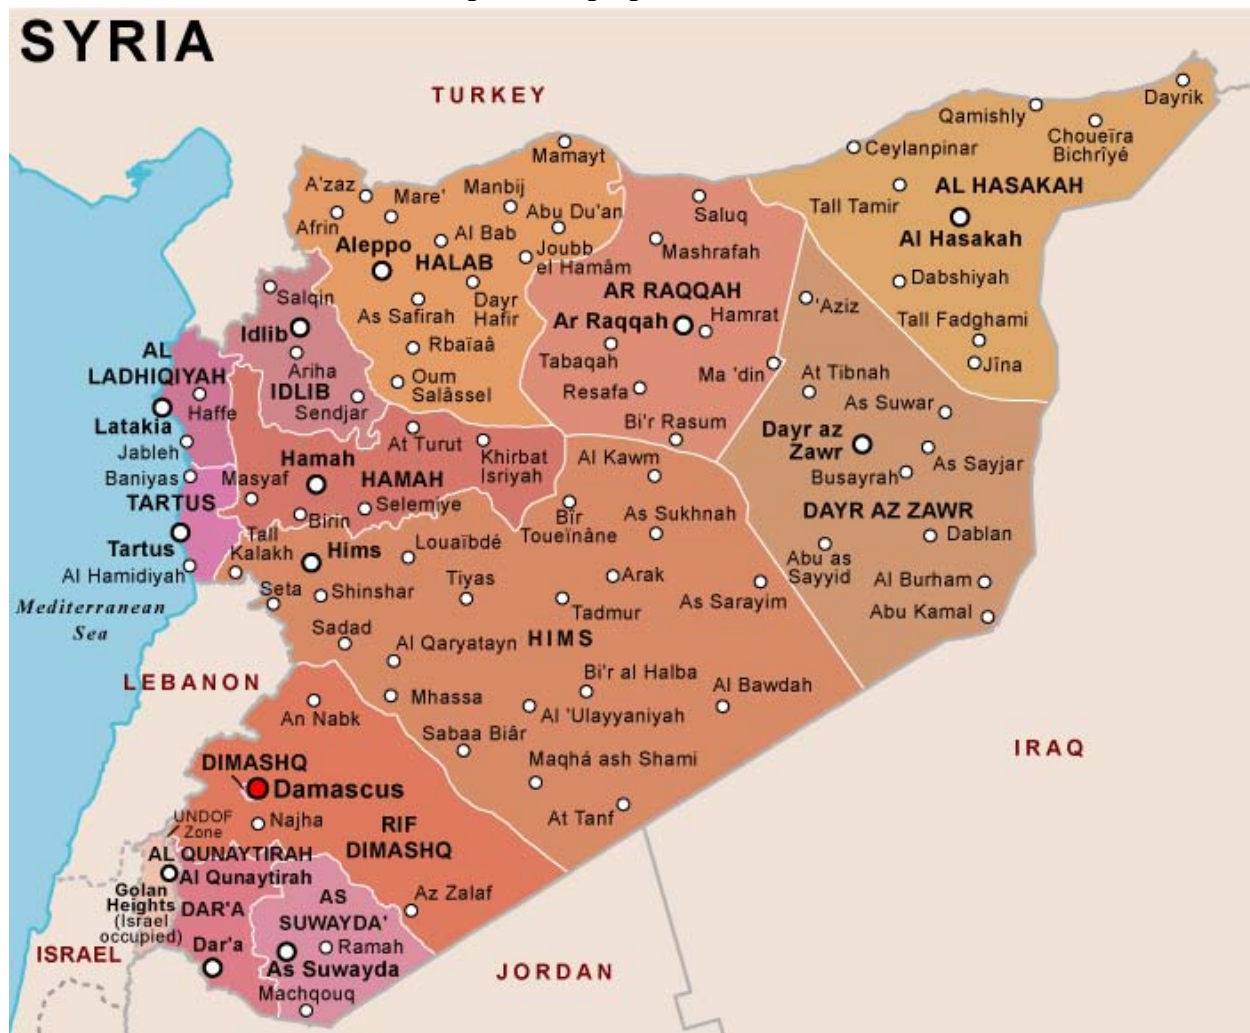 SYRIA
TURKEY
Dayrik
Qamishly
Choueïra
Bichrîyé
Mamayt
Ceylanpinar
A'zaz
Mare'
Manbij
AL HASAKAH
Tall Tamir
Afrin
Abu Du'an
Saluq
Al Bab
Aleppo
HALAB
Joubb
el Hamâm
Mashrafah
Al Hasakah
Salqin
As Safirah
Dayr
Hafir
AR RAQQAH
Dabshiyah
'Aziz
Idlib
Ar Raqqah
Hamrat
Tall Fadghami
AL
LADHIQIYAH
Rbaïaâ
Tabaqah
Ariha
Jîna
Ma 'din
At Tibnah
IDLIB
Oum
Salâssel
Resafa
Haffe
Sendjar
As Suwar
Latakia
Bi'r Rasum
Dayr az
Zawr
Jableh
At Turut
Khirbat
Isriyah
Al Kawm
As Sayjar
Hamah
HAMAH
Baniyas
Masyaf
Busayrah
TARTUS
Selemiye
Birin
Bïr
Toueïnâne
As Sukhnah
DAYR AZ ZAWR
Tall
Kalakh
Dablan
Tartus
Hims
Louaïbdé
Abu as
Sayyid
Al Hamidiyah
Seta
Shinshar
Tiyas
Arak
Al Burham
Mediterranean
Sea
Tadmur
As Sarayim
Abu Kamal
Sadad
Al Qaryatayn
HIMS
LEBANON
Bi'r al Halba
Al Bawdah
Mhassa
An Nabk
Al 'Ulayyaniyah
Sabaa Biâr
IRAQ
DIMASHQ
Maqhá ash Shami
Damascus
At Tanf
UNDOF
Zone
Najha
RIF
DIMASHQ
AL QUNAYTIRAH
Al Qunaytirah
Golan
Heights
(Israel
occupied)
AS
SUWAYDA'
Az Zalaf
DAR'A
ISRAEL
Dar'a
Ramah
As Suwayda
JORDAN
Machqouq